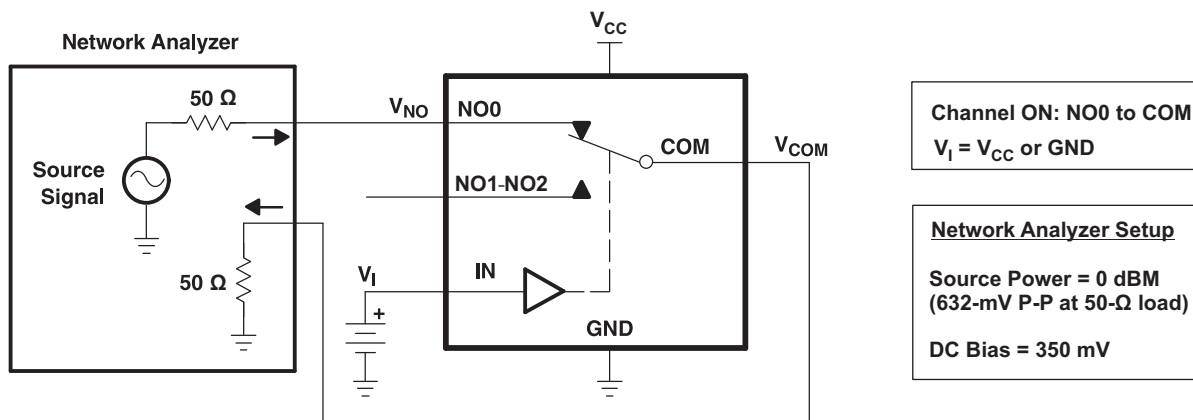 Network Analyzer
50 Ω
Source
Signal
50 Ω
VCC
VNO
NO0
COM
VCOM
NO1-NO2
VI
IN
+
GND
Channel ON: NO0 to COM
VI = VCC or GND
Network Analyzer Setup
Source Power = 0 dBM
(632-mV P-P at 50-Ω load)
DC Bias = 350 mV